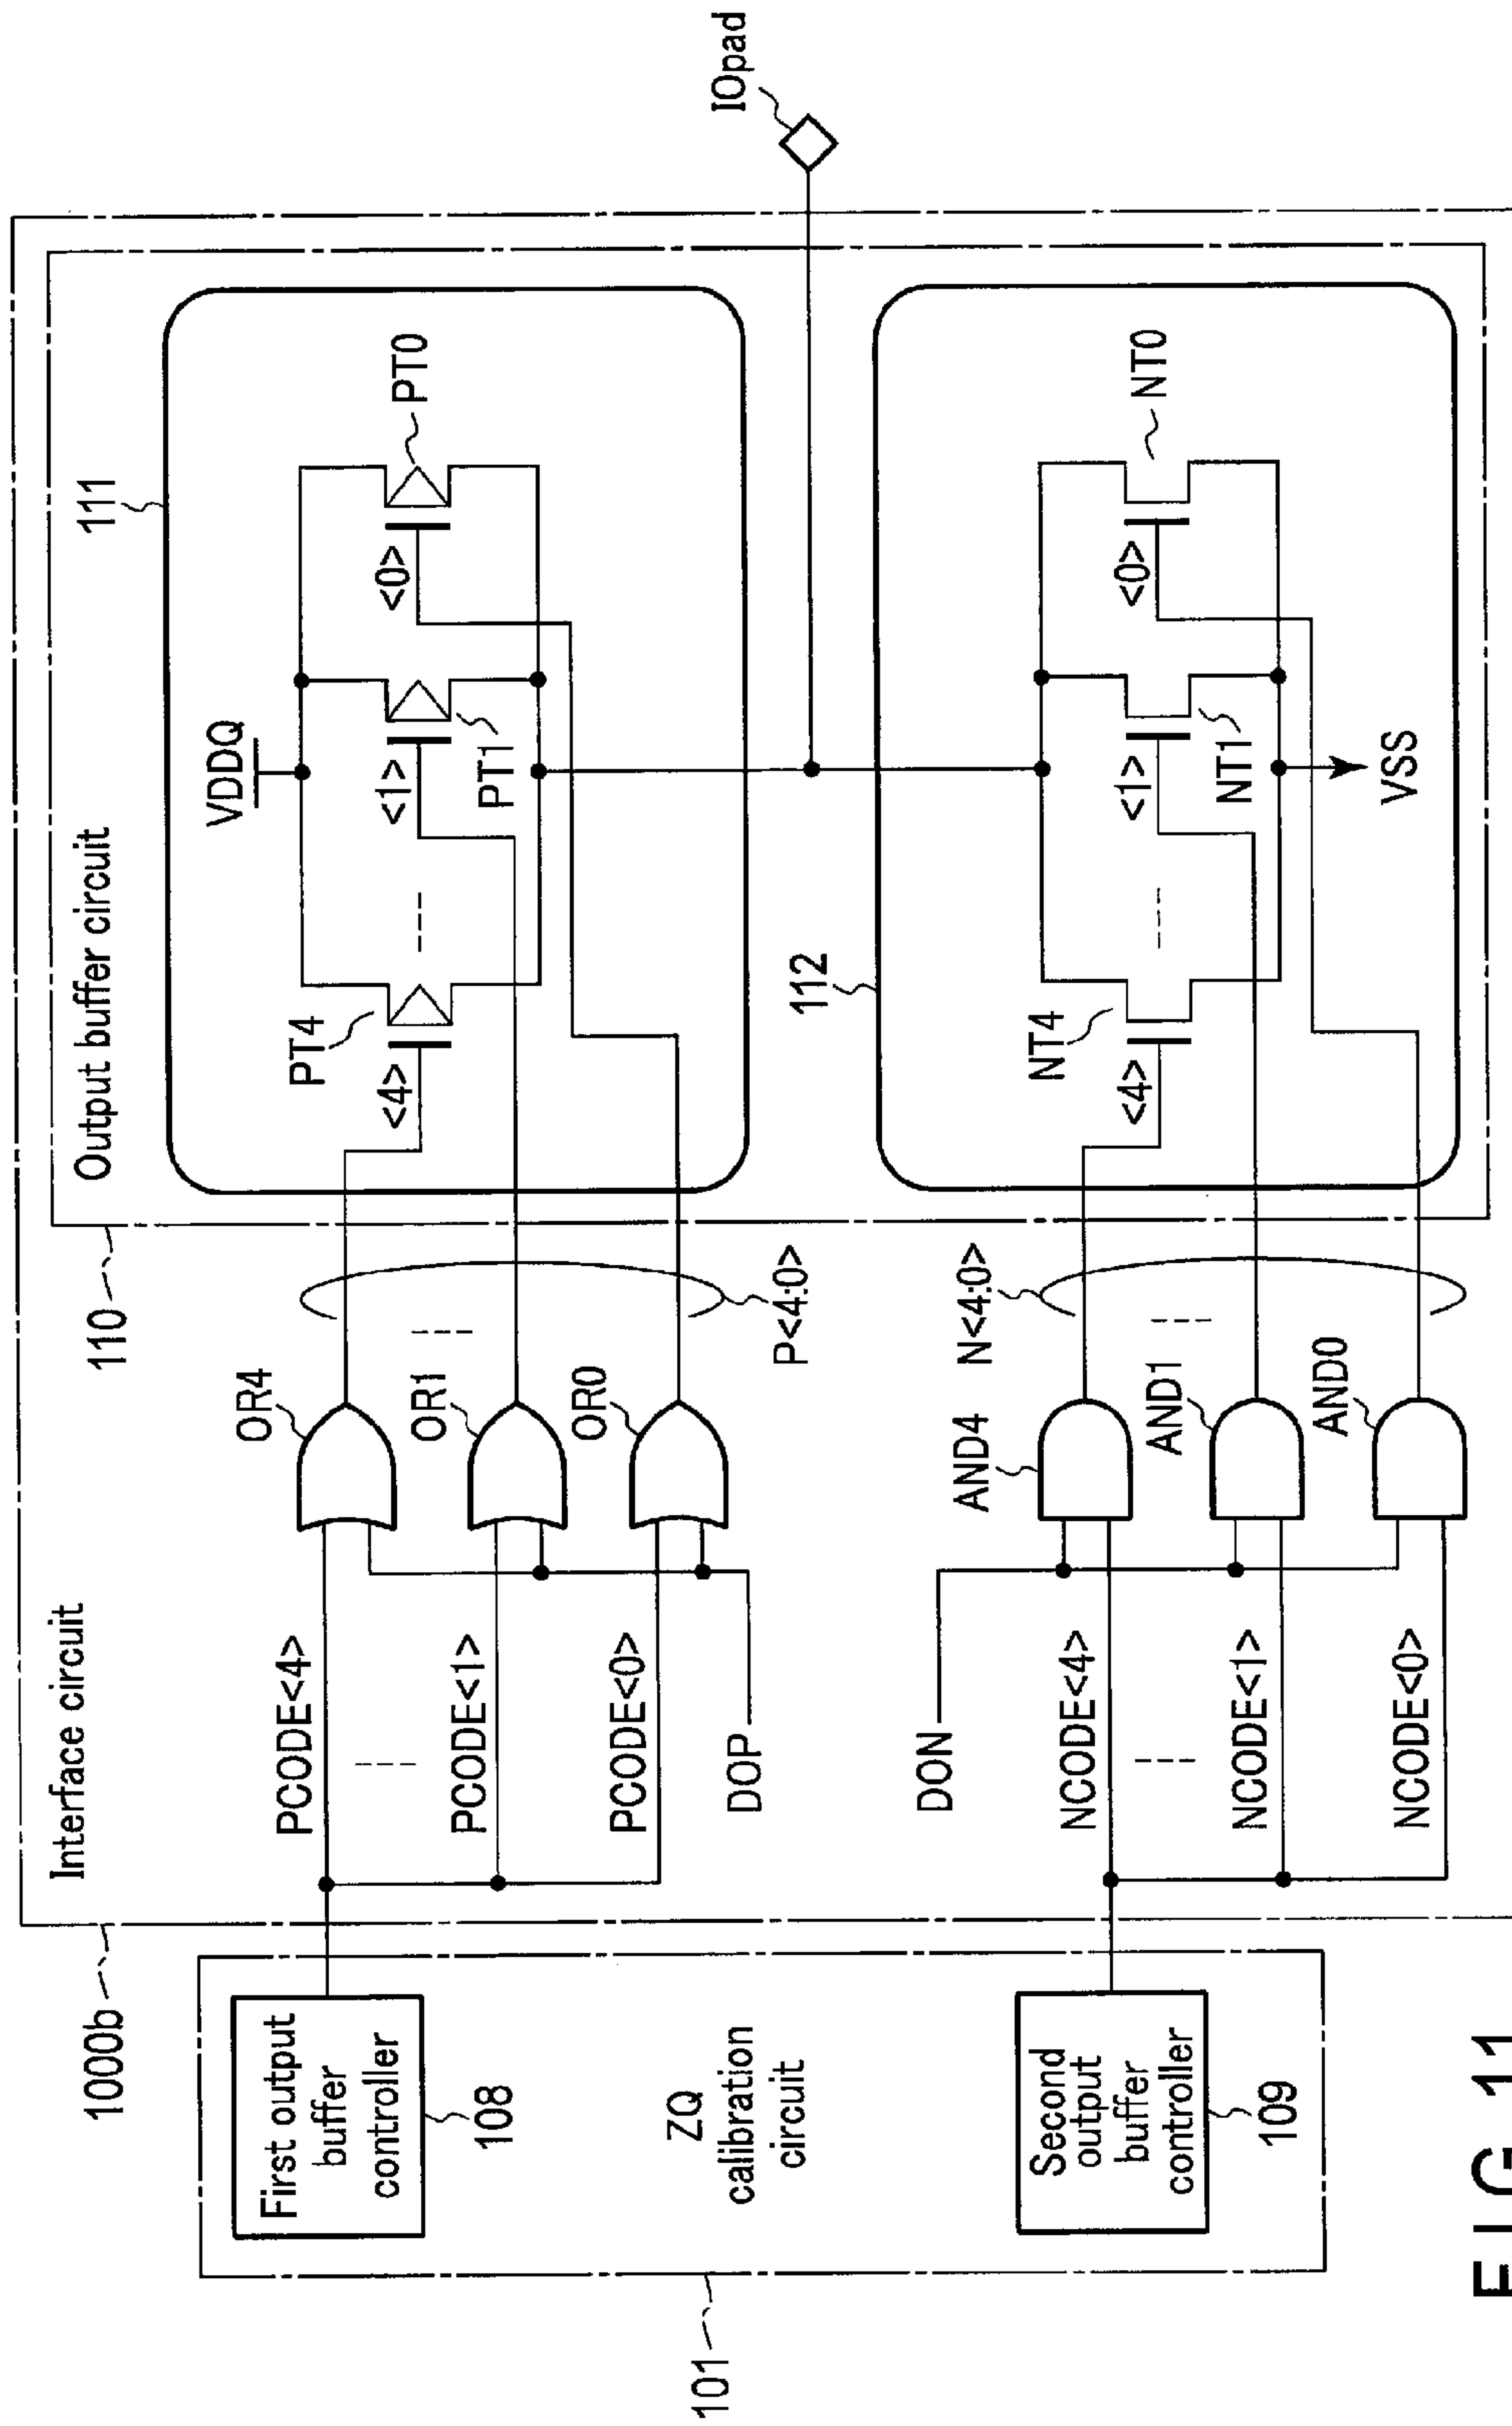 1000b
Interface circuit
110
Output buffer circuit
101
First output
buffer
controller
108
ZQ
calibration
circuit
Second
output
buffer
controller
109
PCODE<4>
PCODE<1>
PCODE<0>
DOP
DON
NCODE<4>
NCODE<1>
NCODE<0>
OR4
OR1
OR0
P<4:0>
N<4:0>
AND4
AND1
AND0
111
VDDQ
PT4
<4>
<1>
PT1
<0>
PT0
112
NT4
<4>
<1>
NT1
<0>
NT0
VSS
IOpad
FIG. 11